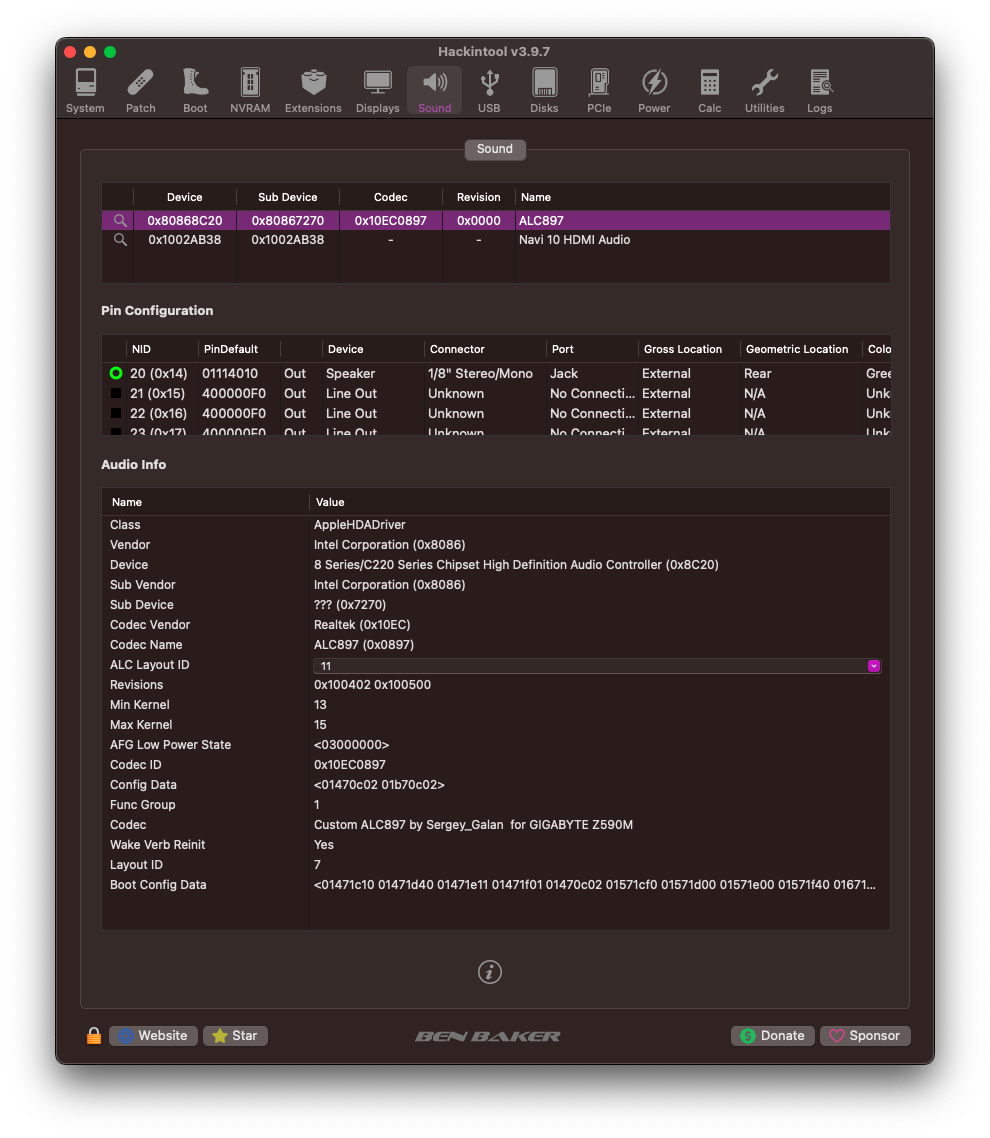 Hackintool v3.9.7
System Patch Boot NVRAM Extensions Displays Sound USB Disks PCIe Power Calc Utilities Logs
Sound
Device Sub Device Codec Revision Name
0x80868C20 0x80867270 0x10EC0897 0x0000 ALC897
0x1002AB38 0x1002AB38 - - Navi 10 HDMI Audio
Pin Configuration
NID PinDefault Device Connector Port Gross Location Geometric Location Colo
20 (0x14) 01114010 Out Speaker 1/8" Stereo/Mono Jack External Rear Gree
21 (0x15) 400000F0 Out Line Out Unknown No Connecti... External N/A Unk
22 (0x16) 400000F0 Out Line Out Unknown No Connecti... External N/A Unk
23 (0x17) 400000F0 Out Line Out Unknown No Connecti... External N/A Unk
Audio Info
Name Value
Class AppleHDADriver
Vendor Intel Corporation (0x8086)
Device 8 Series/C220 Series Chipset High Definition Audio Controller (0x8C20)
Sub Vendor Intel Corporation (0x8086)
Sub Device ??? (0x7270)
Codec Vendor Realtek (0x10EC)
Codec Name ALC897 (0x0897)
ALC Layout ID 11
Revisions 0x100402 0x100500
Min Kernel 13
Max Kernel 15
AFG Low Power State <03000000>
Codec ID 0x10EC0897
Config Data <01470c02 01b70c02>
Func Group 1
Codec Custom ALC897 by Sergey_Galan  for GIGABYTE Z590M
Wake Verb Reinit Yes
Layout ID 7
Boot Config Data <01471c10 01471d40 01471e11 01471f01 01470c02 01571cf0 01571d00 01571e00 01571f40 01671...
Website Star BEN BAKER Donate Sponsor